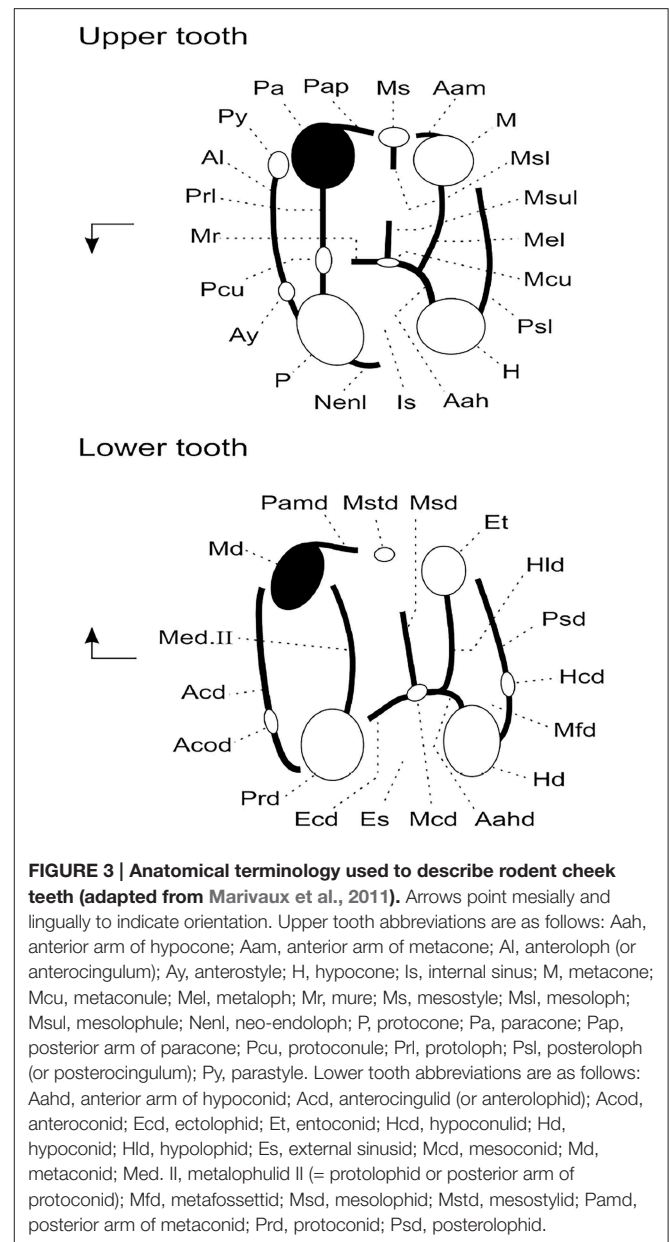 Upper tooth
Pa Pap Ms Aam
Py M
Al Msl
Prl Msul
Mr Mel
Pcu Mcu
Ay Psl
P H
Nenl Is Aah
Lower tooth
Pamd Mstd Msd
Et
Md Hld
Med.II Psd
Acd Hcd
Acod Mfd
Prd Hd
Ecd Es Mcd Aahd
FIGURE 3 | Anatomical terminology used to describe rodent cheek
teeth (adapted from Marivaux et al., 2011). Arrows point mesially and
lingually to indicate orientation. Upper tooth abbreviations are as follows: Aah,
anterior arm of hypocone; Aam, anterior arm of metacone; Al, anteroloph (or
anterocingulum); Ay, anterostyle; H, hypocone; Is, internal sinus; M, metacone;
Mcu, metaconule; Mel, metaloph; Mr, mure; Ms, mesostyle; Msl, mesoloph;
Msul, mesolophule; Nenl, neo-endoloph; P, protocone; Pa, paracone; Pap,
posterior arm of paracone; Pcu, protoconule; Prl, protoloph; Psl, posteroloph
(or posterocingulum); Py, parastyle. Lower tooth abbreviations are as follows:
Aahd, anterior arm of hypoconid; Acd, anterocingulid (or anterolophid); Acod,
anteroconid; Ecd, ectolophid; Et, entoconid; Hcd, hypoconulid; Hd,
hypoconid; Hld, hypolophid; Es, external sinusid; Mcd, mesoconid; Md,
metaconid; Med. II, metalophulid II (= protolophid or posterior arm of
protoconid); Mfd, metafossettid; Msd, mesolophid; Mstd, mesostylid; Pamd,
posterior arm of metaconid; Prd, protoconid; Psd, posterolophid.